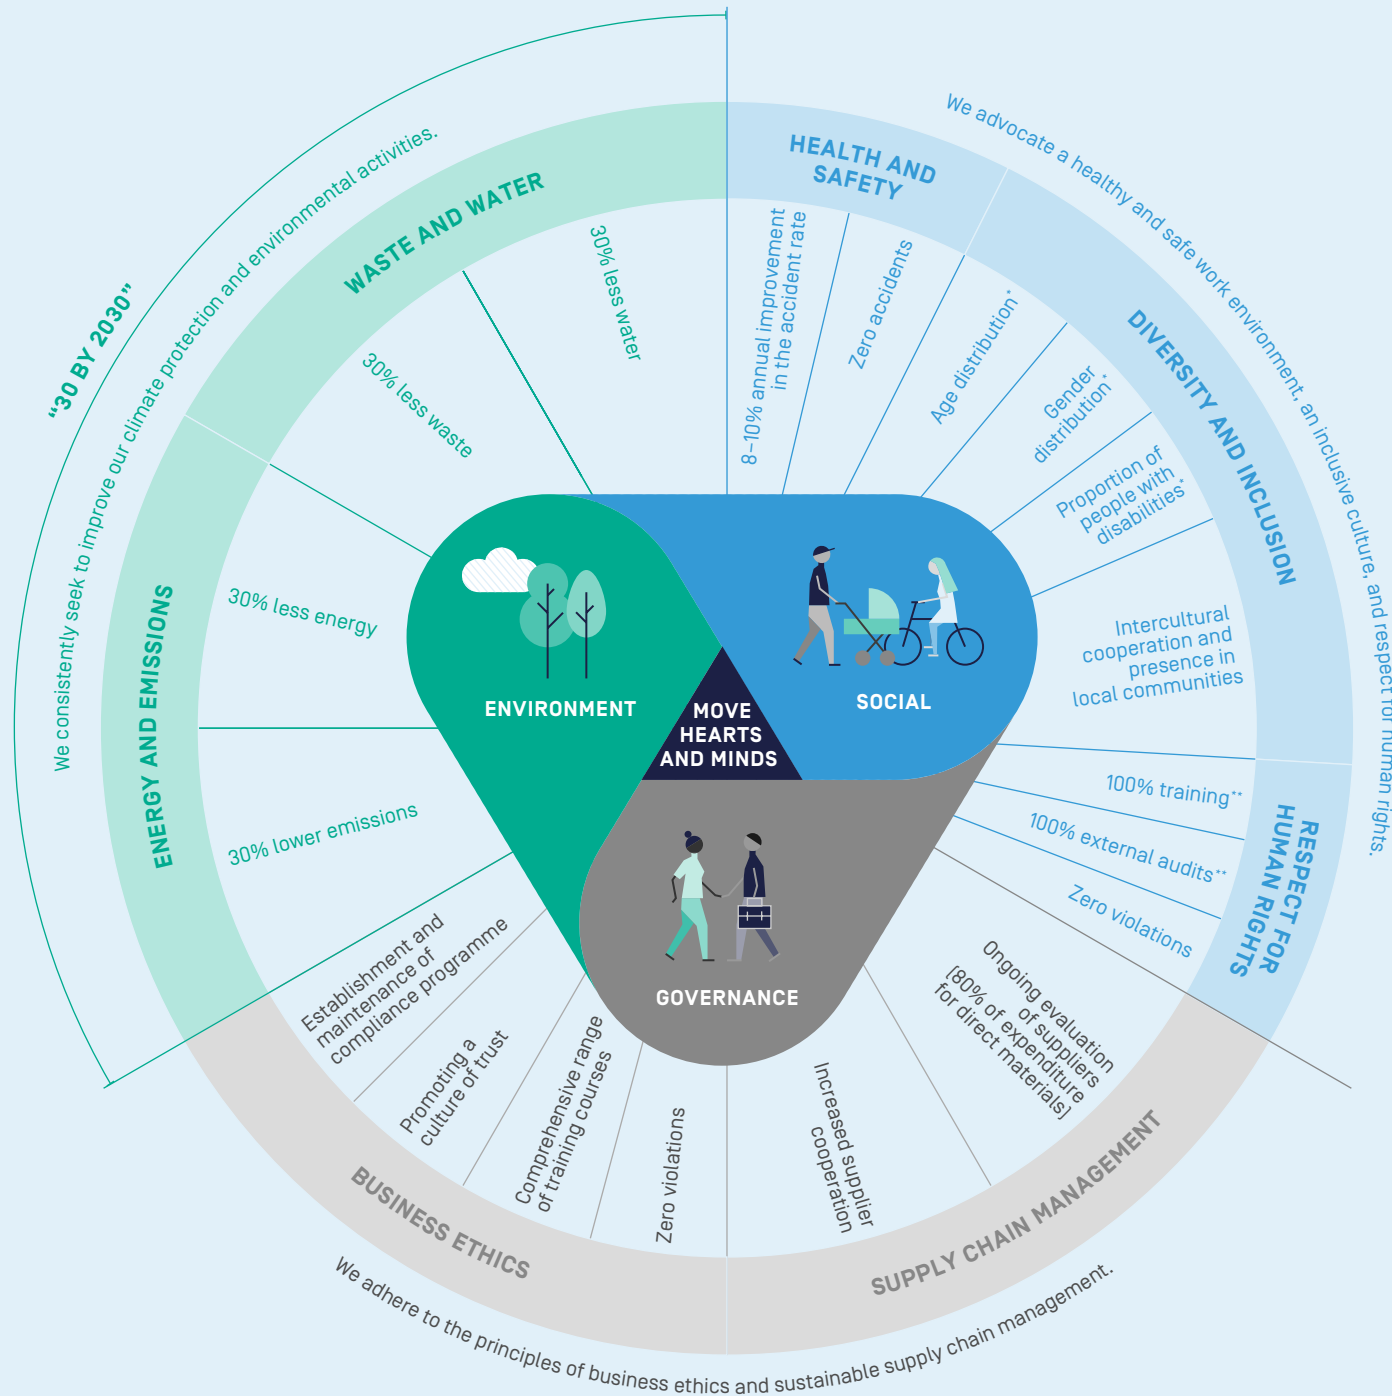 “30 BY 2030”
We consistently seek to improve our climate protection and environmental activities.
WASTE AND WATER
30% less waste
30% less water
ENERGY AND EMISSIONS
30% less energy
30% lower emissions
We advocate a healthy and safe work environment, an inclusive culture, and respect for human rights.
HEALTH AND
SAFETY
8–10% annual improvement
in the accident rate
Zero accidents
DIVERSITY AND INCLUSION
Age distribution*
Gender
distribution*
Proportion of
people with
disabilities*
Intercultural
cooperation and
presence in
local communities
RESPECT FOR
HUMAN RIGHTS
100% training**
100% external audits**
Zero violations
ENVIRONMENT
SOCIAL
MOVE
HEARTS
AND MINDS
GOVERNANCE
Establishment and
maintenance of
compliance programme
Promoting a
culture of trust
Comprehensive range
of training courses
Zero violations
BUSINESS ETHICS
Increased supplier
cooperation
Ongoing evaluation
of suppliers
[80% of expenditure
for direct materials]
SUPPLY CHAIN MANAGEMENT
We adhere to the principles of business ethics and sustainable supply chain management.